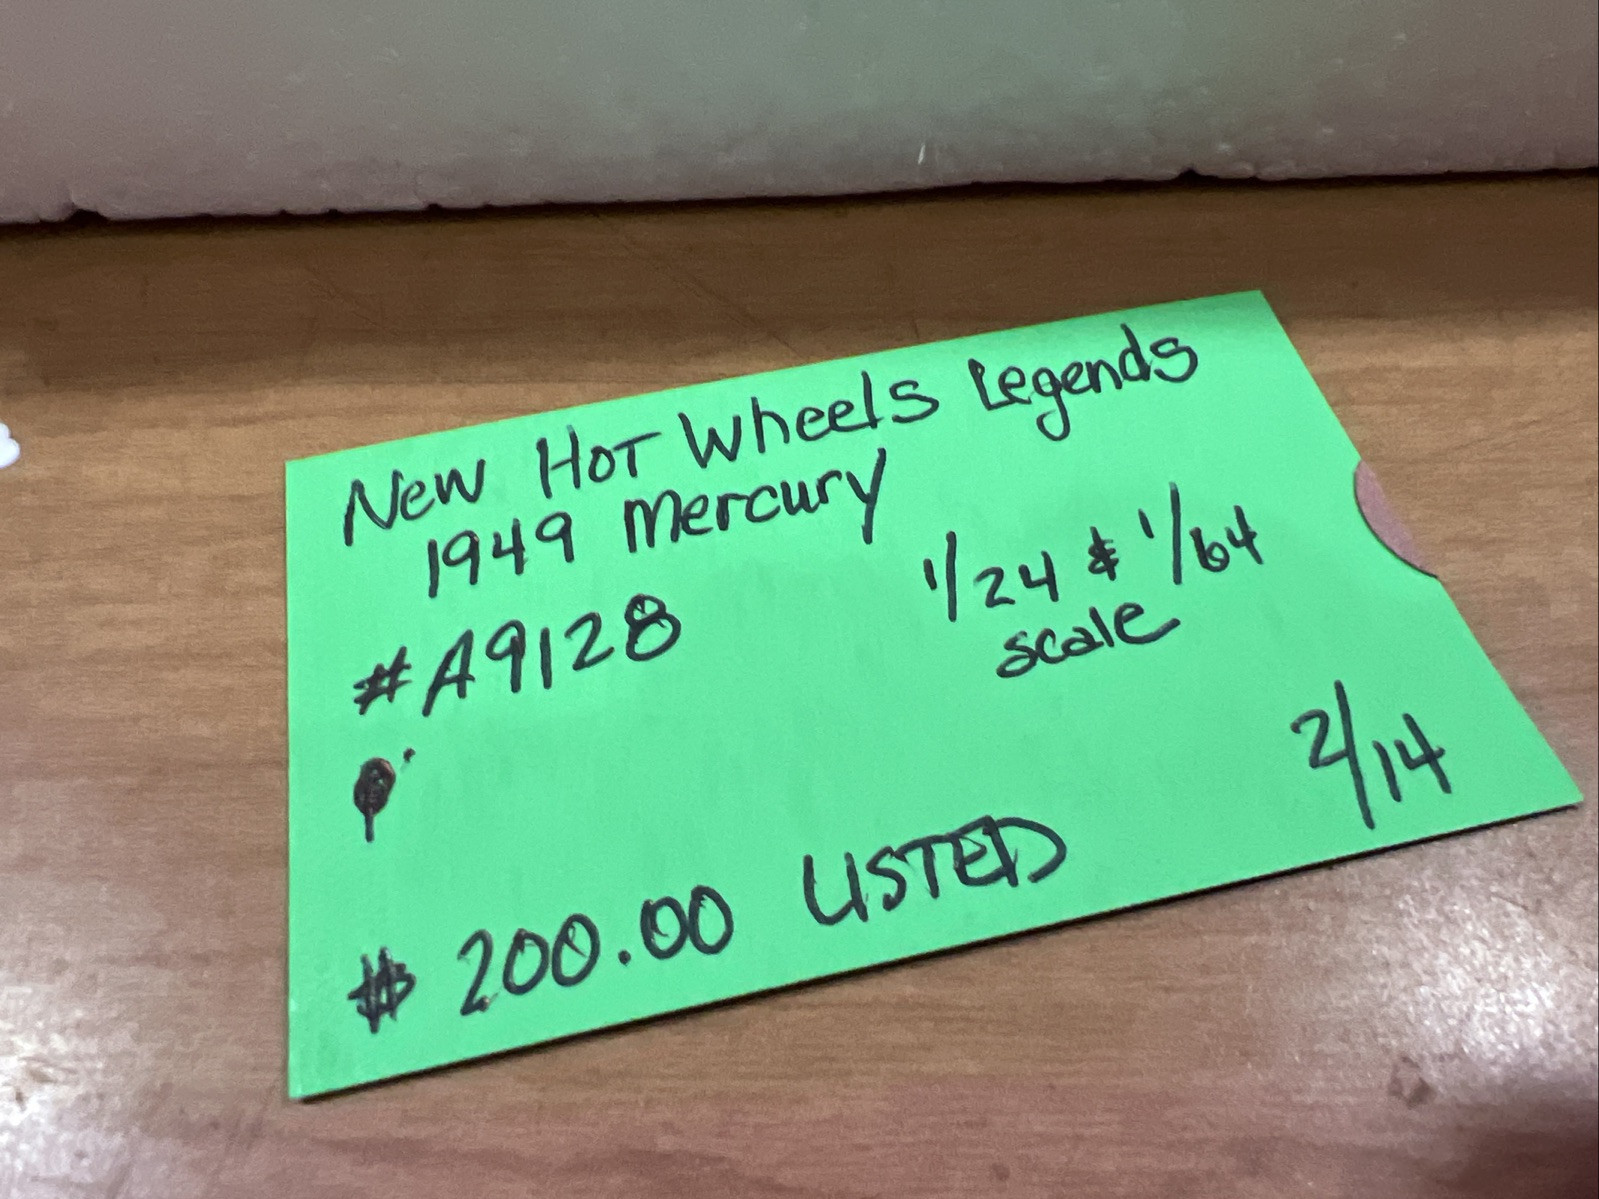 New Hot Wheels Legends
1949 Mercury
1/24 & 1/64
scale
#A9128
2/14
$ 200.00 LISTED